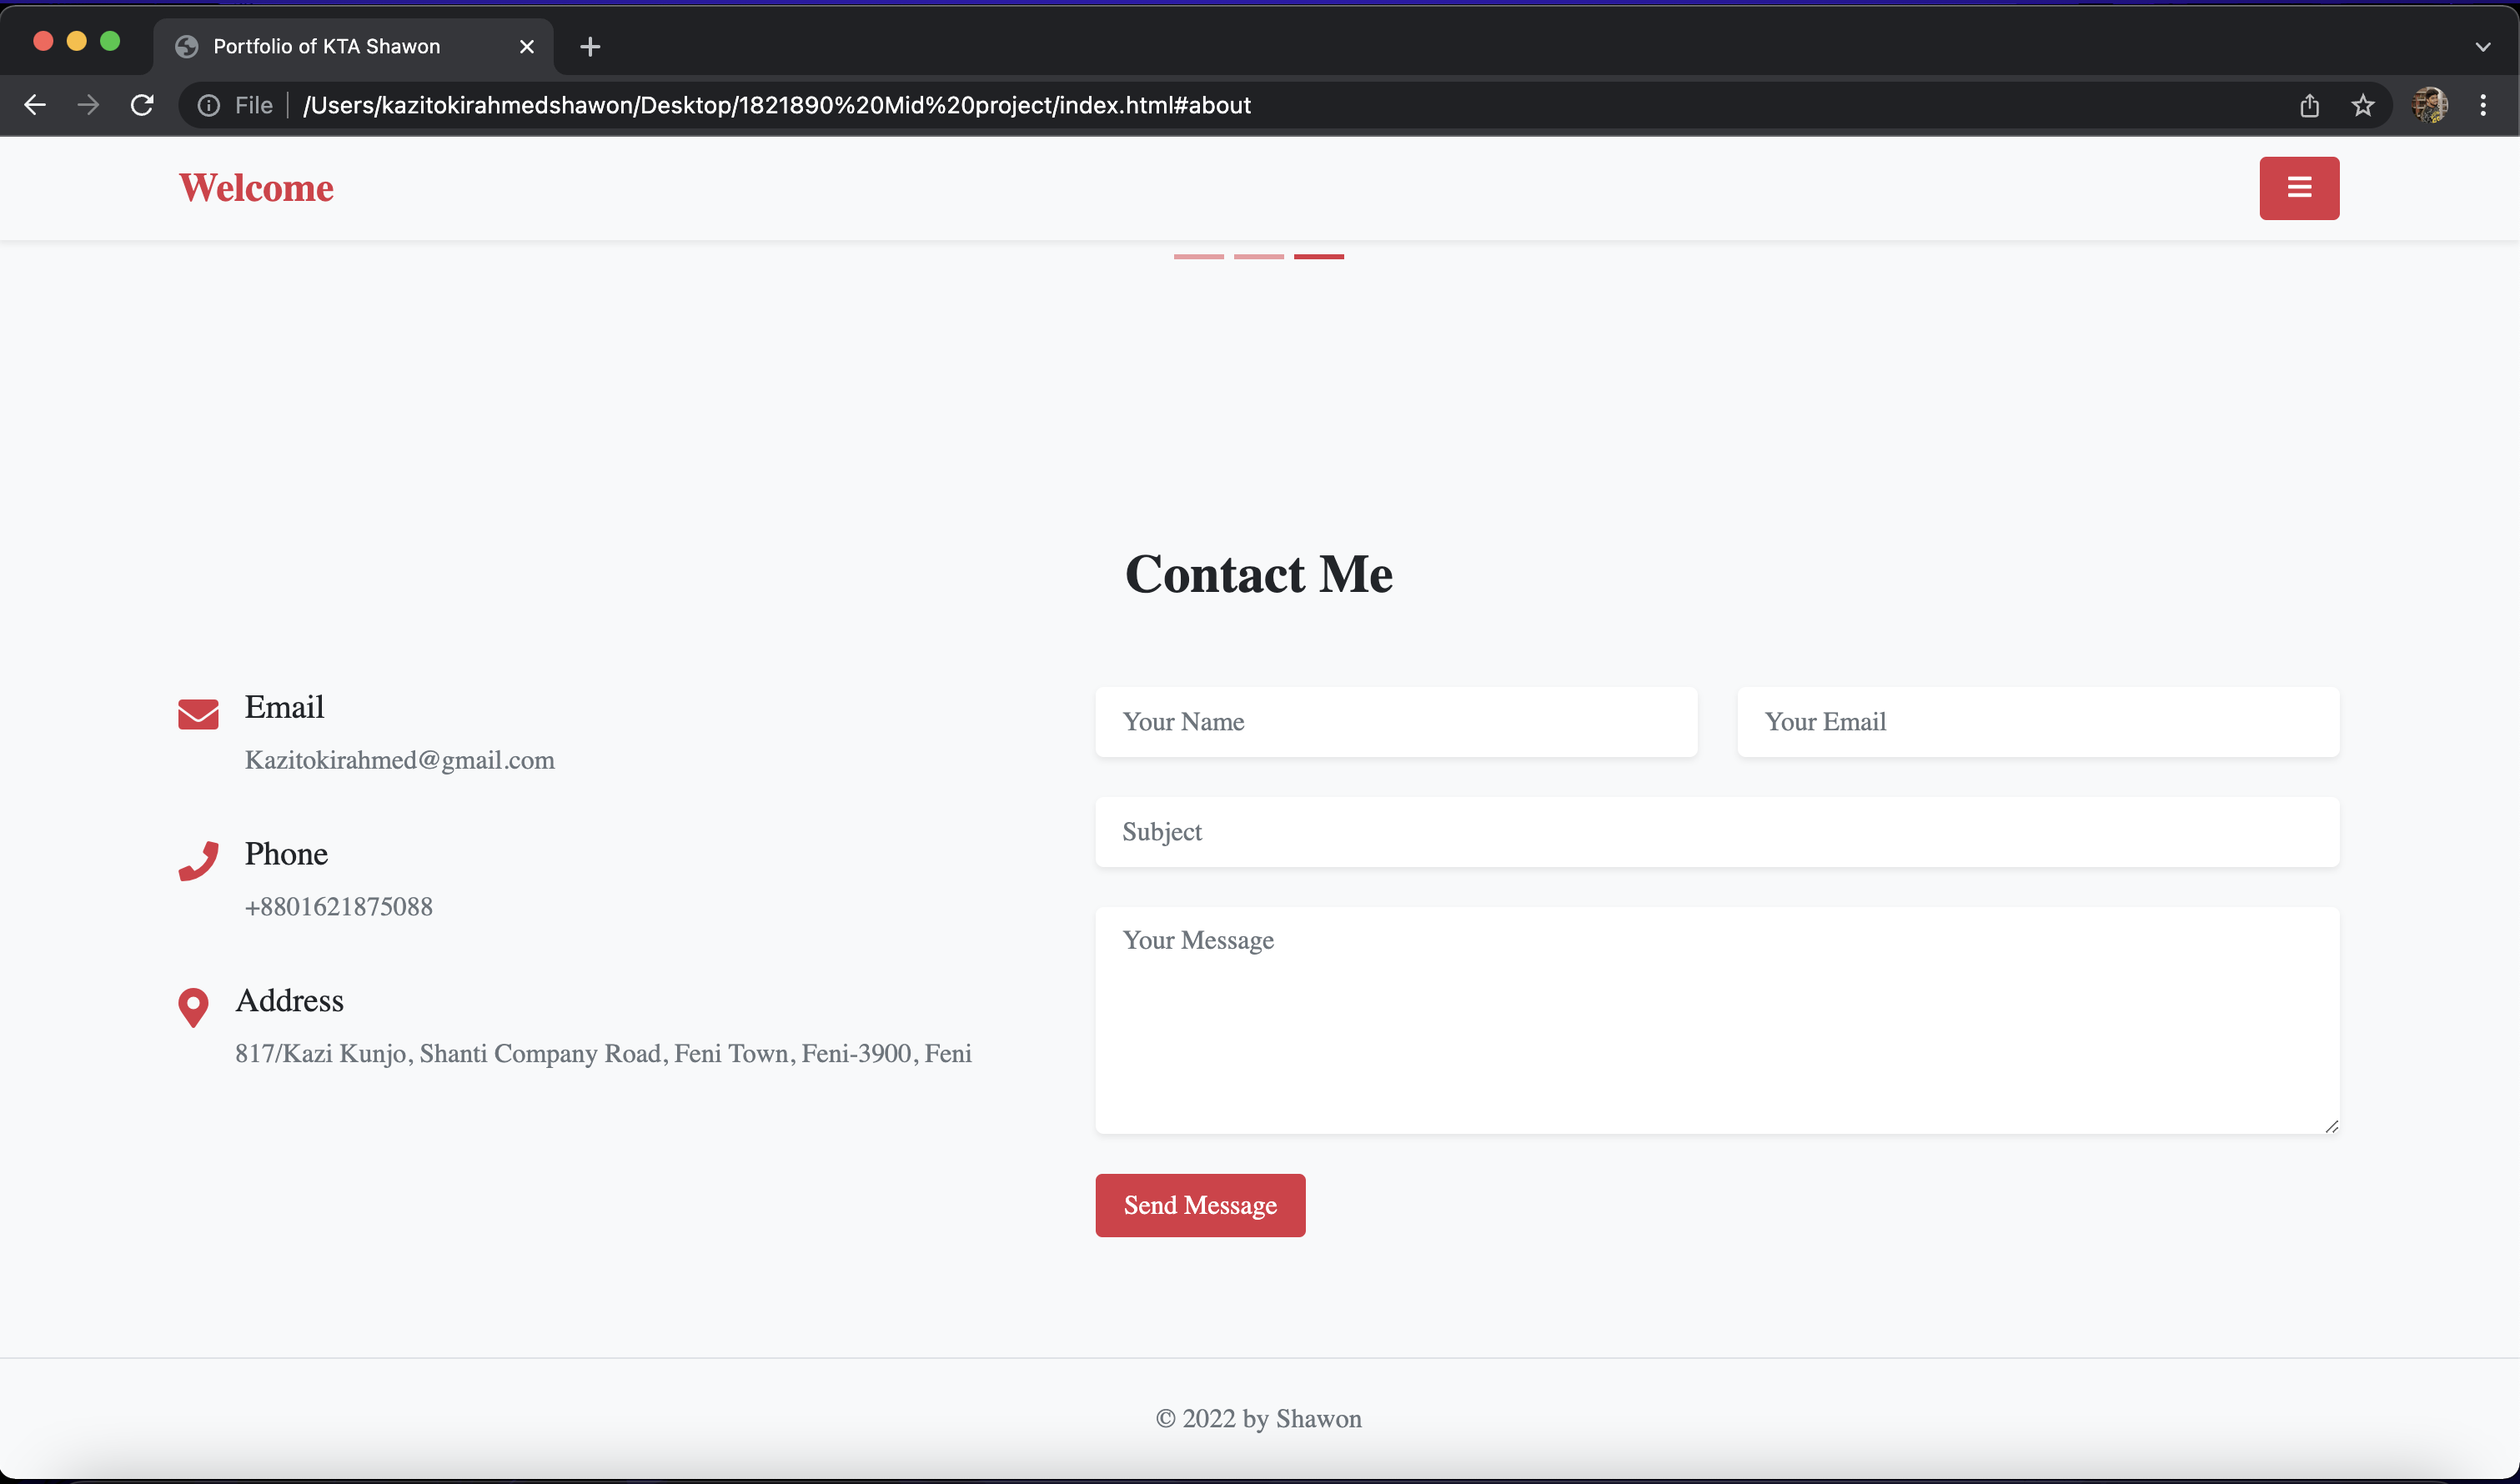 Portfolio of KTA Shawon
File /Users/kazitokirahmedshawon/Desktop/1821890%20Mid%20project/index.html#about
Welcome
Contact Me
Email
Kazitokirahmed@gmail.com
Phone
+8801621875088
Address
817/Kazi Kunjo, Shanti Company Road, Feni Town, Feni-3900, Feni
Your Name
Your Email
Subject
Your Message
Send Message
© 2022 by Shawon